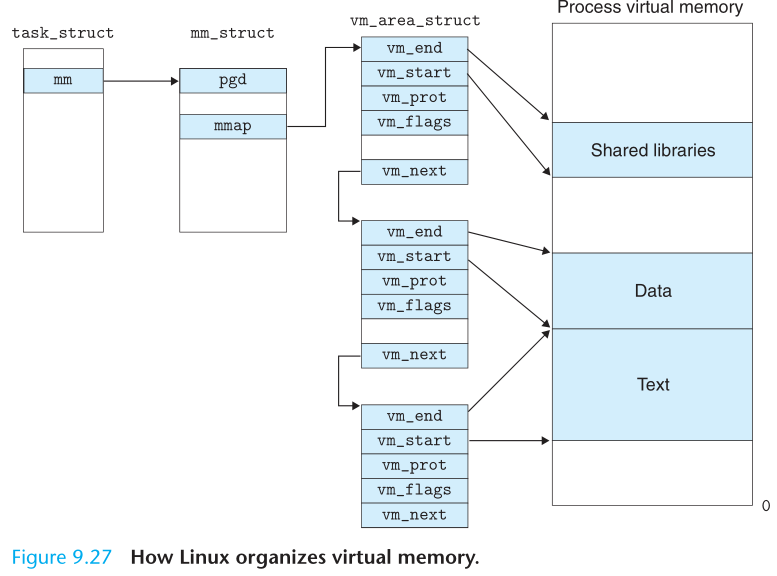 Process virtual memory
vm_area_struct
task_struct
mm_struct
mm
pgd
mmap
vm_end
vm_start
vm_prot
vm_flags
vm_next
vm_end
vm_start
vm_prot
vm_flags
vm_next
vm_end
vm_start
vm_prot
vm_flags
vm_next
Shared libraries
Data
Text
0
Figure 9.27 How Linux organizes virtual memory.